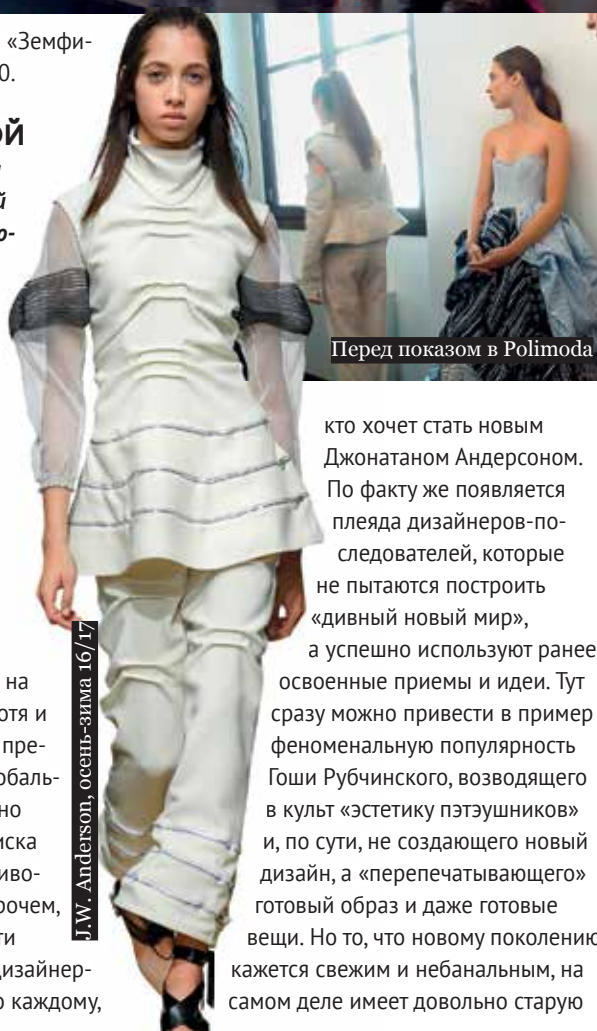 «Земфи-
0.
ОЙ
й
о-
Перед показом в Polimoda
J.W. Anderson, осень-зима 16/17
на
отя и
пре-
обаль-
но
иска
иво-
рочем,
ти
изайнер-
о каждому,
кто хочет стать новым
Джонатаном Андерсоном.
По факту же появляется
плеяда дизайнеров-по-
следователей, которые
не пытаются построить
«дивный новый мир»,
а успешно используют ранее
освоенные приемы и идеи. Тут
сразу можно привести в пример
феноменальную популярность
Гоши Рубчинского, возводящего
в культ «эстетику пэтэушников»
и, по сути, не создающего новый
дизайн, а «перепечатывающего»
готовый образ и даже готовые
вещи. Но то, что новому поколению
кажется свежим и небанальным, на
самом деле имеет довольно старую